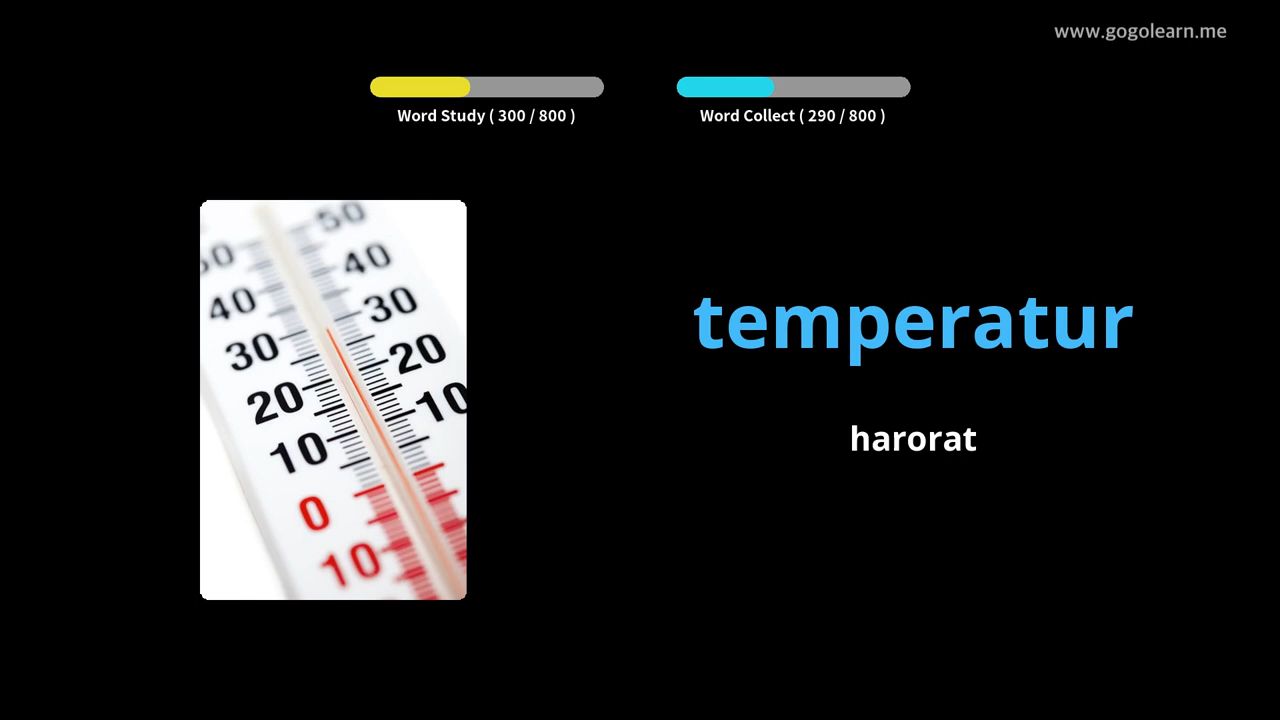 www.gogolearn.me
Word Study ( 300 / 800 )
Word Collect ( 290 / 800 )
50
50
40
40
30
30
20
20
10
10
0
10
temperatur
harorat